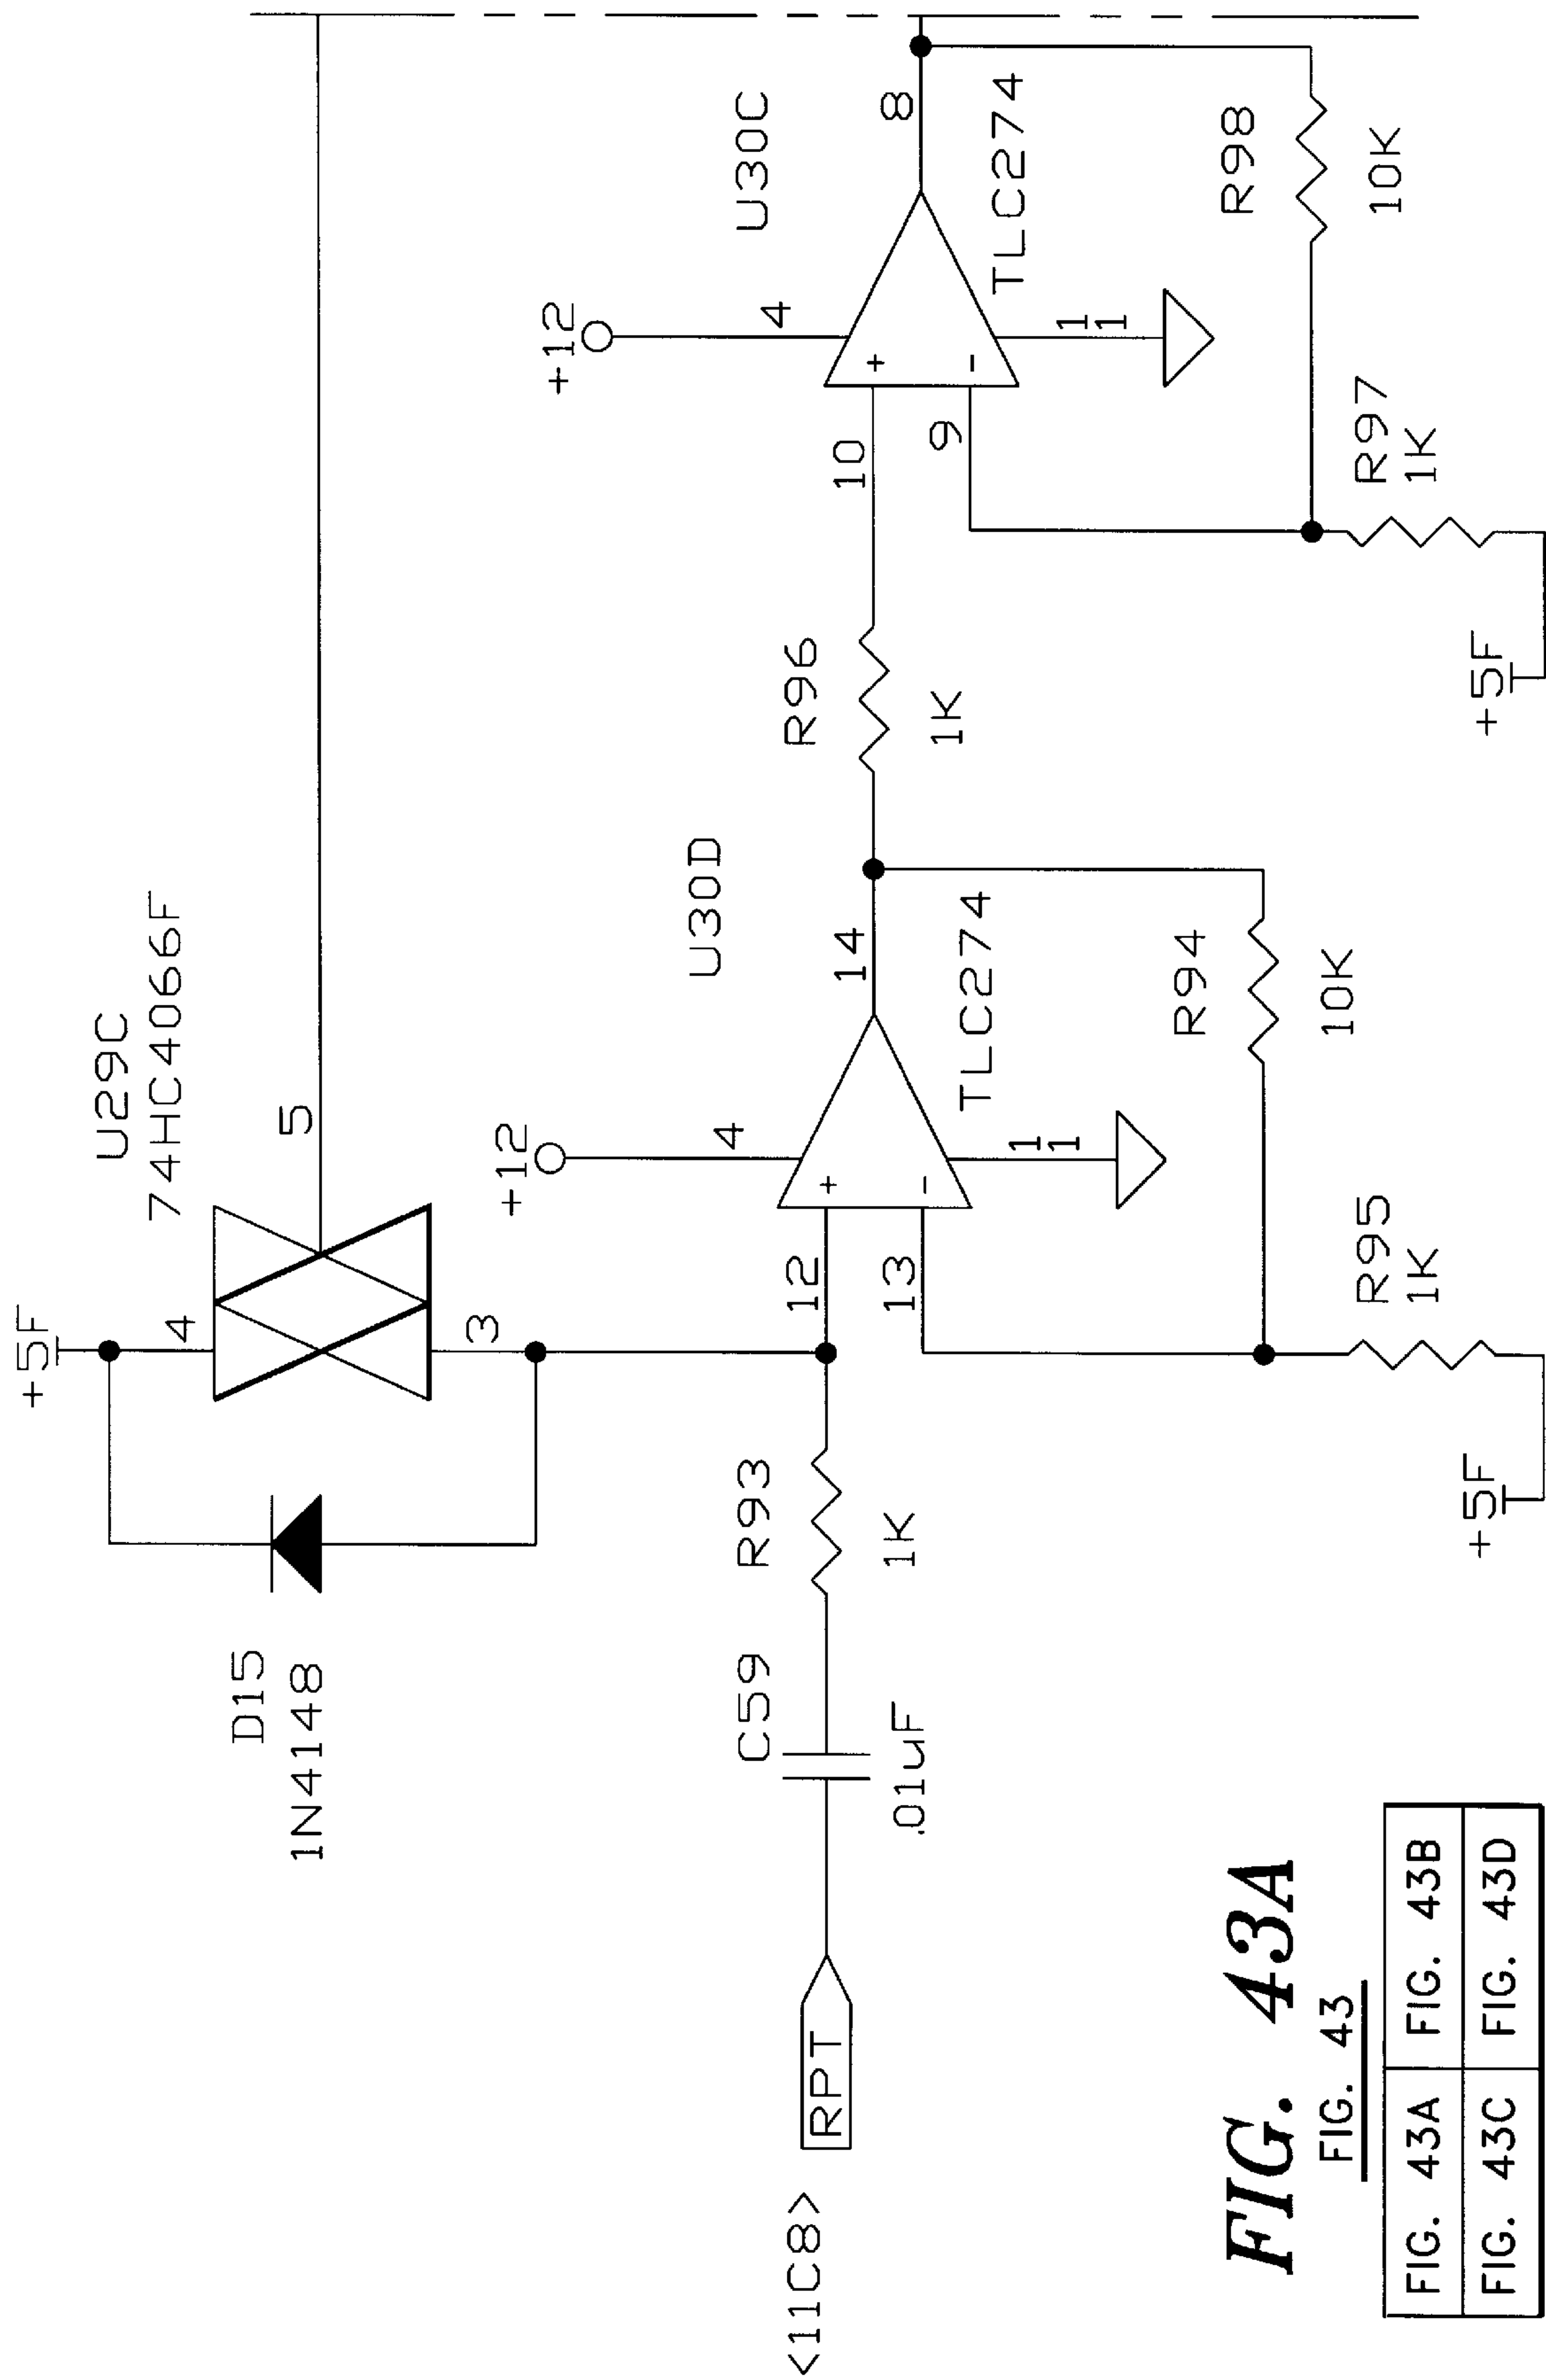 +5F
U29C
74HC4066F
4
5
3
D15
1N4148
+12
4
U30D
12
13
14
TLC274
11
R94
10K
R95
1K
+5F
<11C8>
RPT
C59
.01uF
R93
1K
R96
1K
+12
4
U30C
10
9
8
TLC274
11
R98
10K
R97
1K
+5F
+
-
+
-
FIG. 43A
FIG. 43
FIG. 43A FIG. 43B
FIG. 43C FIG. 43D